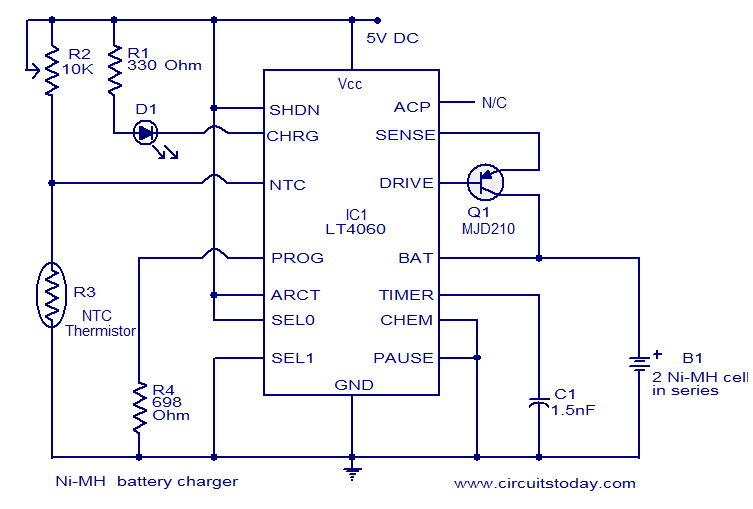 5V DC
R2
10K
R1
330 Ohm
Vcc
D1
SHDN
ACP
N/C
CHRG
SENSE
NTC
DRIVE
IC1
LT4060
Q1
MJD210
PROG
BAT
R3
NTC
Thermistor
ARCT
TIMER
SEL0
CHEM
SEL1
PAUSE
GND
R4
698
Ohm
C1
1.5nF
+
B1
2 Ni-MH cell
in series
Ni-MH battery charger
www.circuitstoday.com